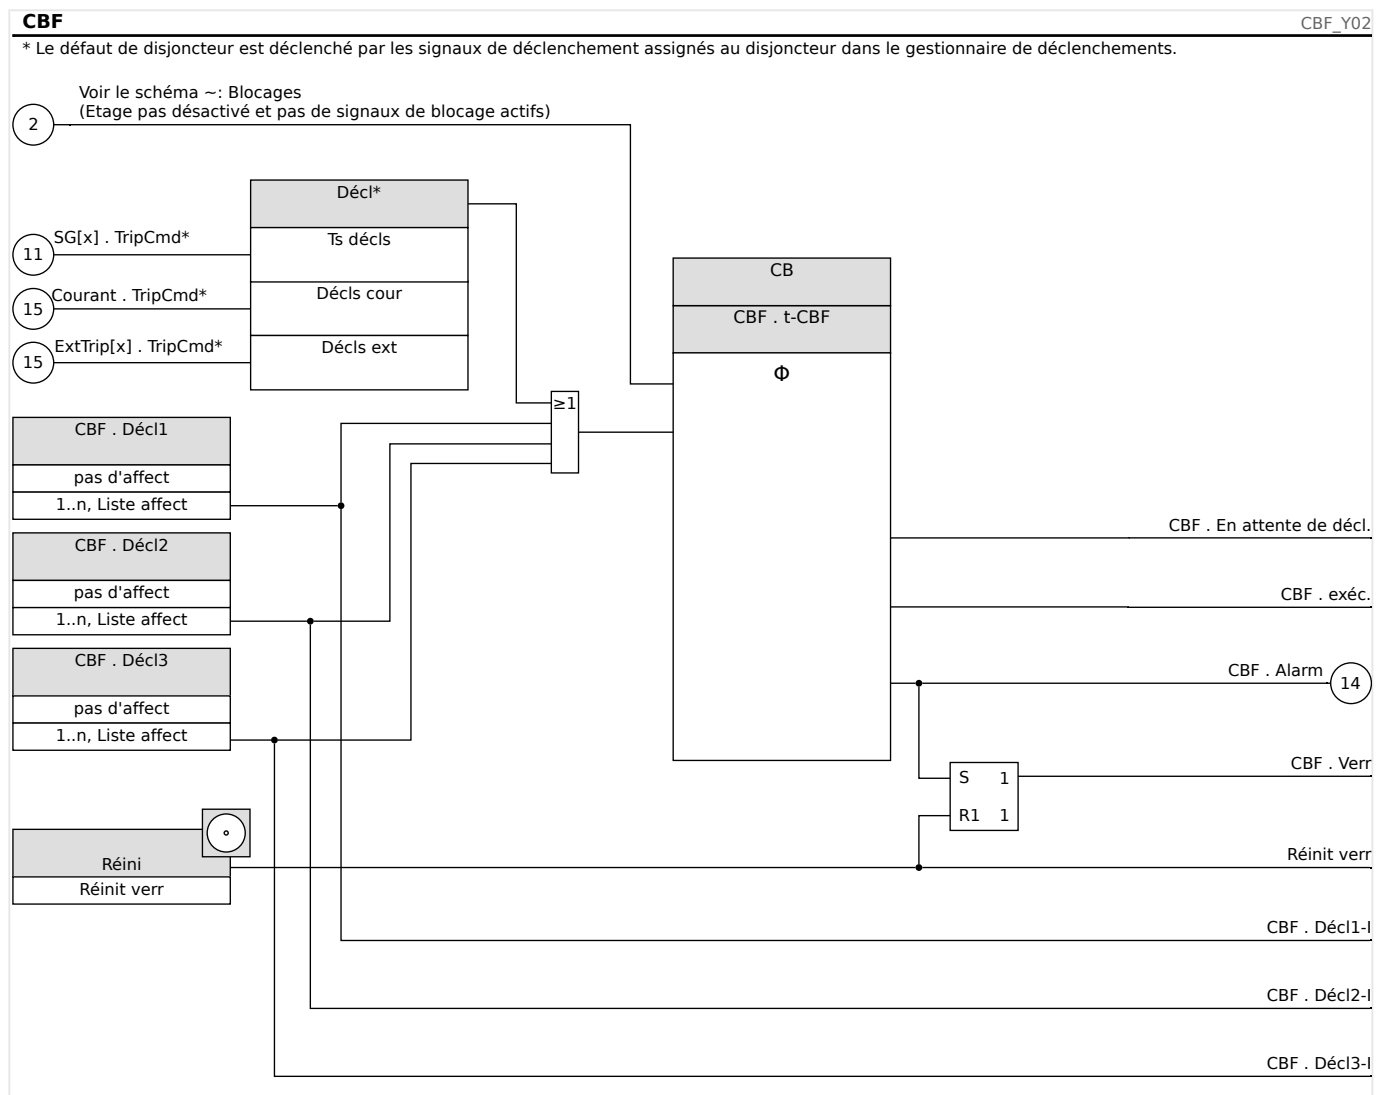 CBF
CBF_Y02
* Le défaut de disjoncteur est déclenché par les signaux de déclenchement assignés au disjoncteur dans le gestionnaire de déclenchements.
Voir le schéma ~: Blocages
(Etage pas désactivé et pas de signaux de blocage actifs)
2
Décl*
Ts décls
Décls cour
Décls ext
11
SG[x] . TripCmd*
15
Courant . TripCmd*
15
ExtTrip[x] . TripCmd*
CB
CBF . t-CBF
Φ
≥1
CBF . Décl1
pas d'affect
1..n, Liste affect
CBF . Décl2
pas d'affect
1..n, Liste affect
CBF . Décl3
pas d'affect
1..n, Liste affect
CBF . En attente de décl.
CBF . exéc.
CBF . Alarm
14
S 1
R1 1
CBF . Verr
Réini
Réinit verr
Réinit verr
CBF . Décl1-I
CBF . Décl2-I
CBF . Décl3-I